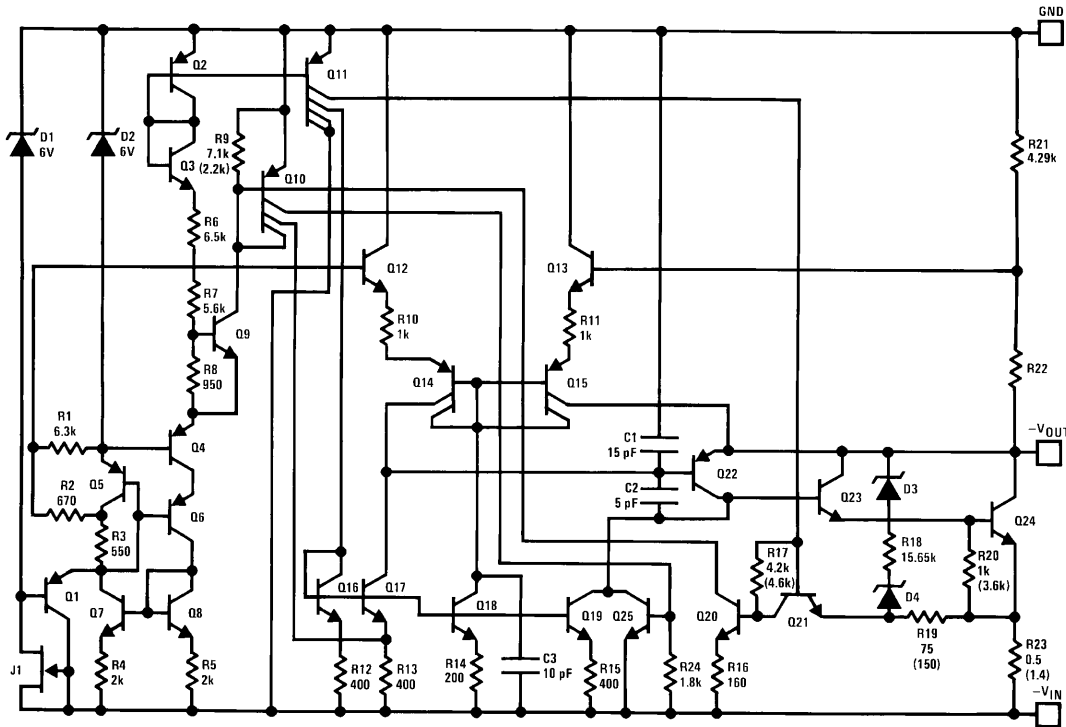 GND
Q2
Q11
D1
6V
D2
6V
R9
7.1k
(2.2k)
R21
4.29k
Q3
Q10
R6
6.5k
Q12
Q13
R7
5.6k
R10
1k
R11
1k
Q9
R8
950
R22
Q14
Q15
R1
6.3k
Q4
C1
15 pF
–VOUT
Q5
Q22
R2
670
C2
5 pF
Q23
D3
Q6
Q24
R3
550
R18
15.65k
R17
4.2k
(4.6k)
R20
1k
(3.6k)
Q1
Q7
Q8
Q16
Q17
Q18
Q19
Q25
Q20
Q21
D4
R19
75
(150)
J1
R4
2k
R5
2k
R12
400
R13
400
R14
200
C3
10 pF
R15
400
R24
1.8k
R16
160
R23
0.5
(1.4)
–VIN